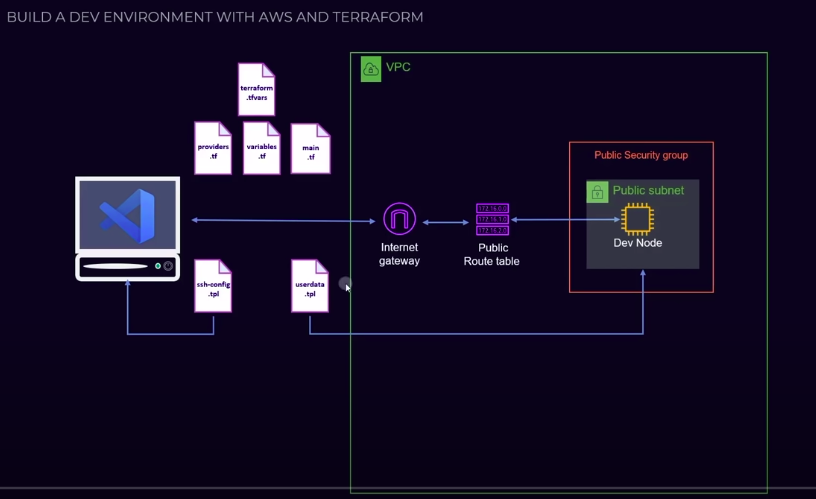 BUILD A DEV ENVIRONMENT WITH AWS AND TERRAFORM
VPC
terraform
.tfvars
providers
.tf
variables
.tf
main
.tf
Public Security group
Public subnet
Dev Node
Internet
gateway
172.16.0.0
172.16.1.0
172.16.2.0
Public
Route table
ssh-config
.tpl
userdata
.tpl